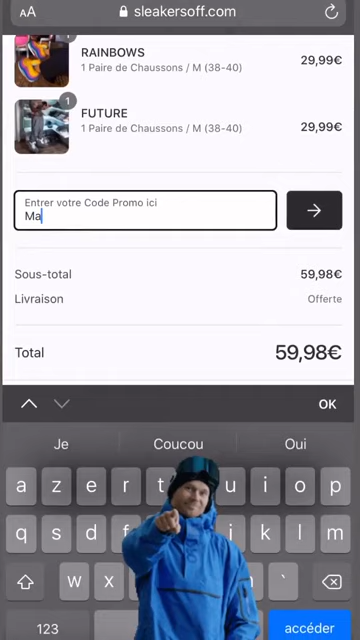 AA sleakersoff.com
1
RAINBOWS
29,99€
1 Paire de Chaussons / M (38-40)
1
FUTURE
29,99€
1 Paire de Chaussons / M (38-40)
Entrer votre Code Promo ici
Ma
Sous-total 59,98€
Livraison Offerte
Total 59,98€
OK
Je Coucou Oui
a z e r t u i o p
q s d f j k l m
w x `
123 accéder